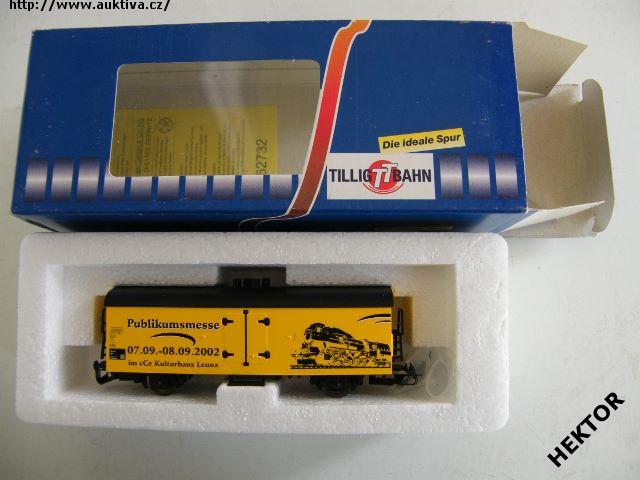 http://www.auktiva.cz/
62732
Die ideale Spur
TILLIG TT BAHN
Publikumsmesse
07.09.-08.09.2002
im cCe Kulturhaus Leuna
HEKTOR